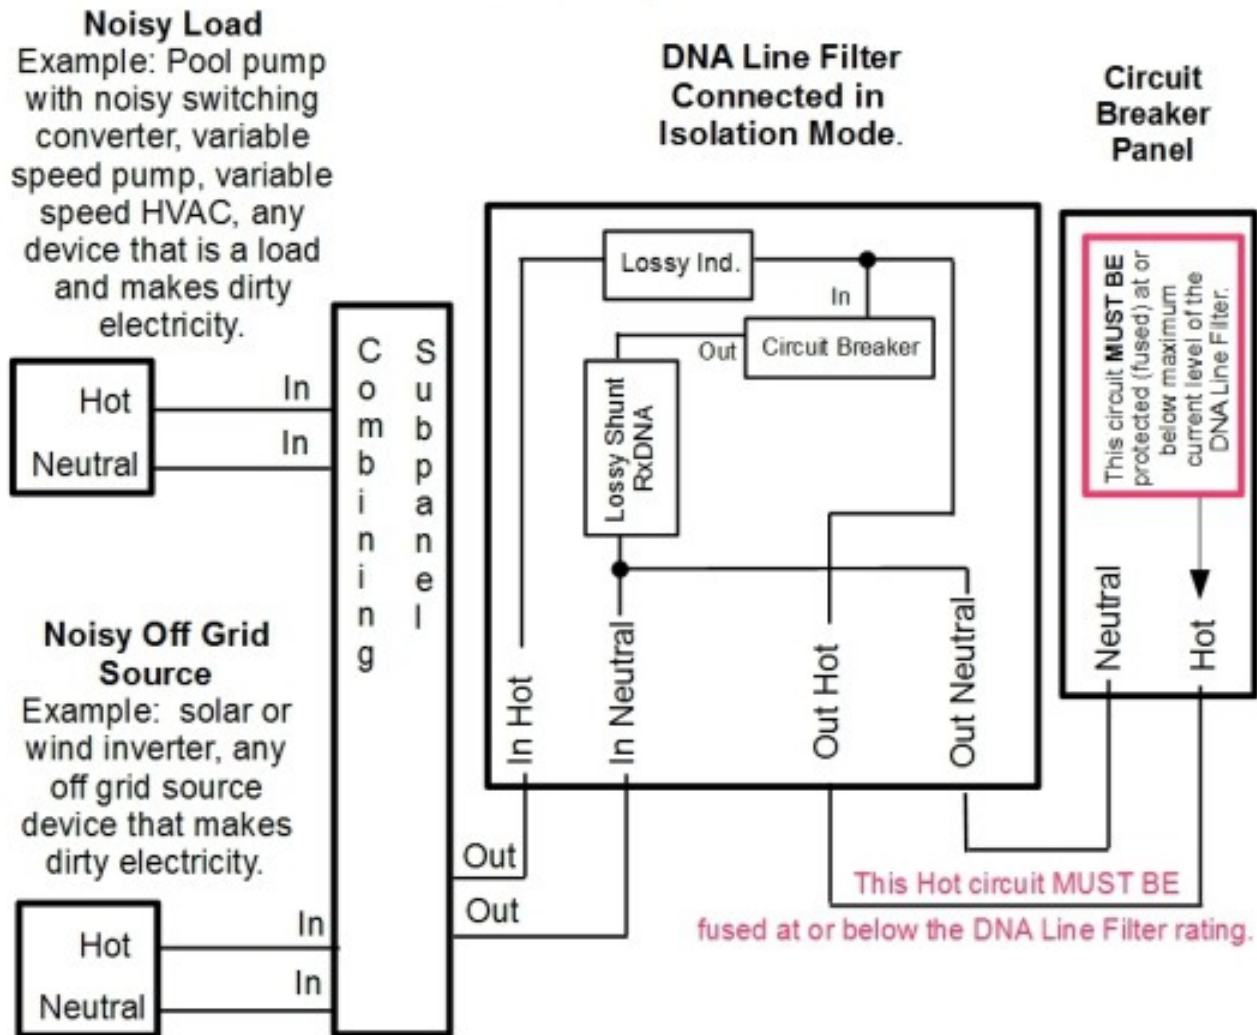 Noisy Load
Example: Pool pump
with noisy switching
converter, variable
speed pump, variable
speed HVAC, any
device that is a load
and makes dirty
electricity.
Hot
Neutral
In
In
Noisy Off Grid
Source
Example: solar or
wind inverter, any
off grid source
device that makes
dirty electricity.
Hot
Neutral
In
In
Combining
Subpanel
Out
Out
DNA Line Filter
Connected in
Isolation Mode.
Lossy Ind.
In
Out
Circuit Breaker
Lossy Shunt
RxDNA
In Hot
In Neutral
Out Hot
Out Neutral
Circuit
Breaker
Panel
This circuit MUST BE
protected (fused) at or
below maximum
current level of the
DNA Line Filter.
Neutral
Hot
This Hot circuit MUST BE
fused at or below the DNA Line Filter rating.